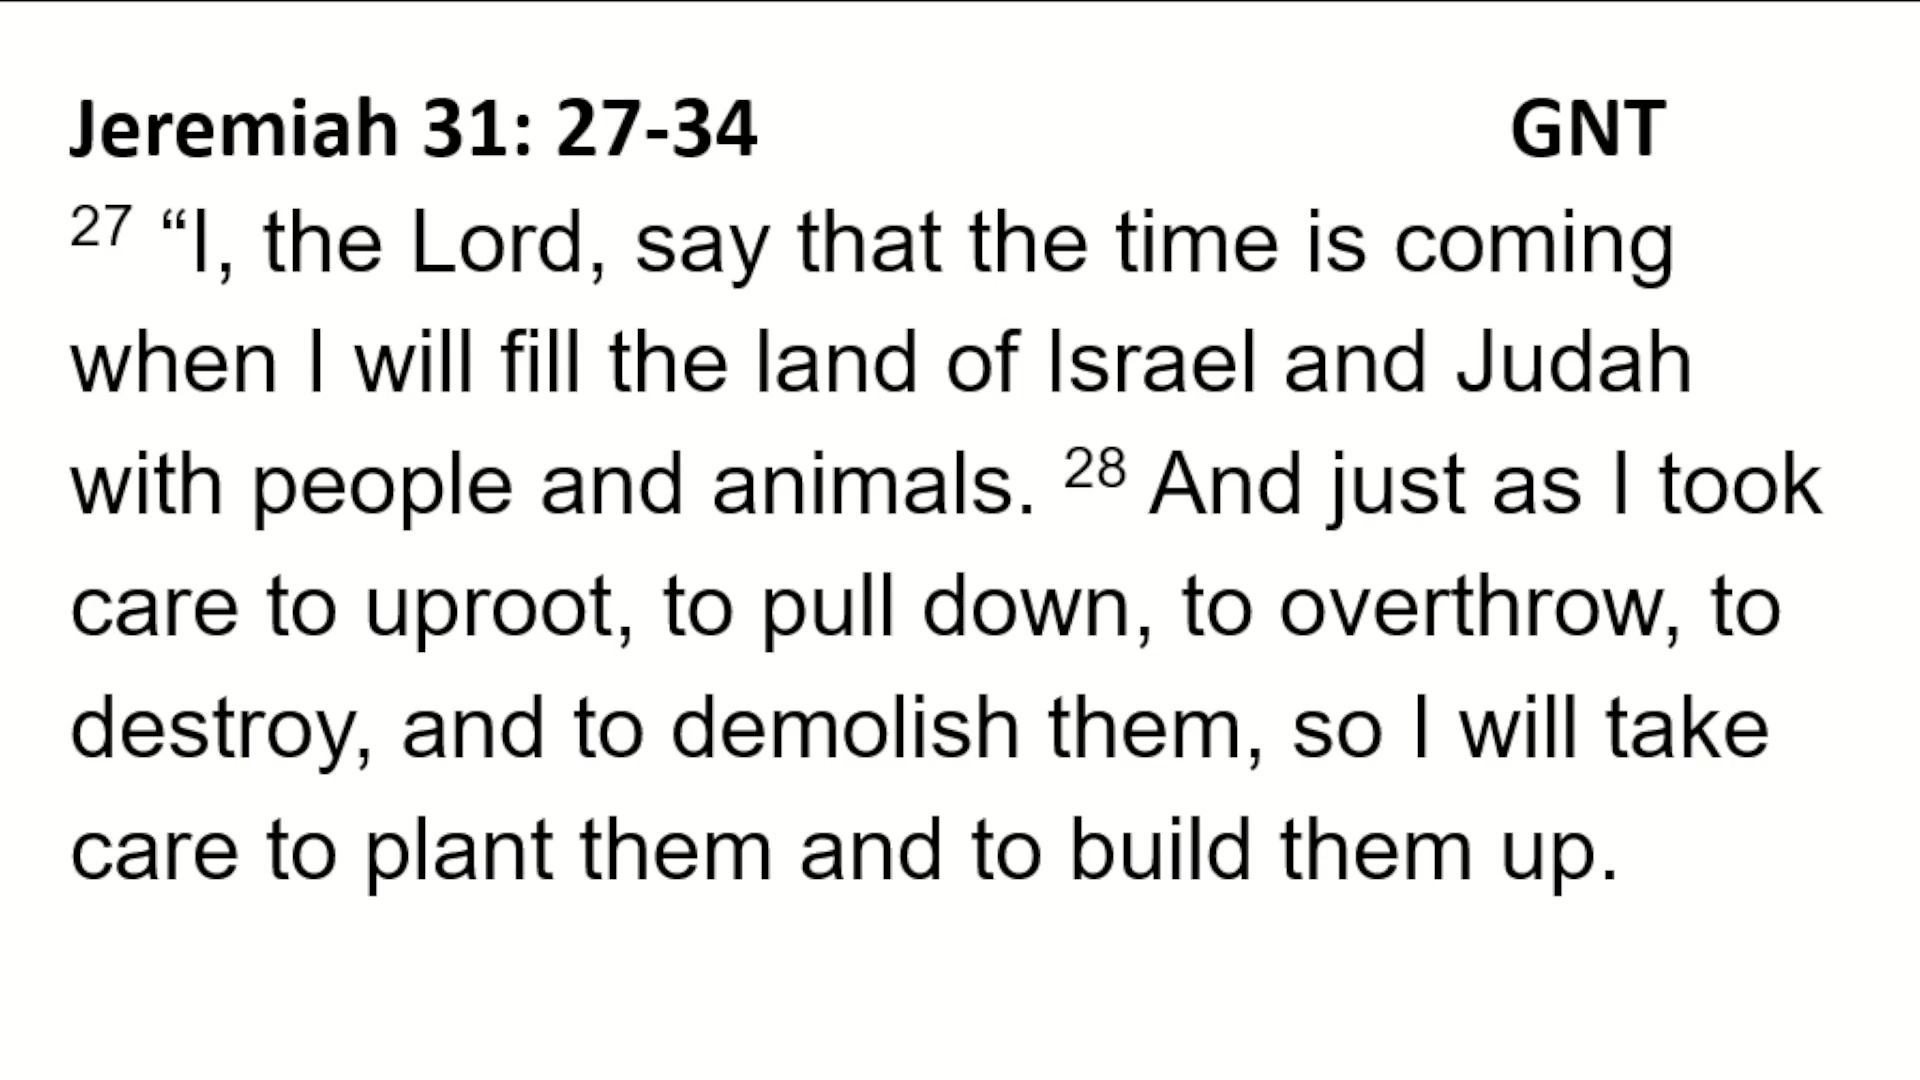 Jeremiah 31: 27-34 GNT
27 “I, the Lord, say that the time is coming
when I will fill the land of Israel and Judah
with people and animals. 28 And just as I took
care to uproot, to pull down, to overthrow, to
destroy, and to demolish them, so I will take
care to plant them and to build them up.